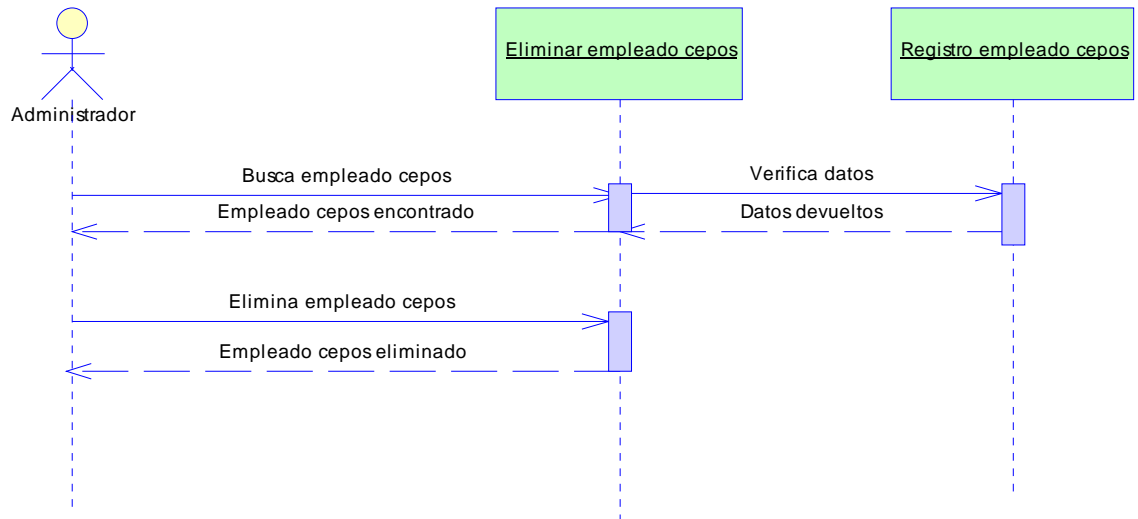 Eliminar empleado cepos
Registro empleado cepos
Administrador
Busca empleado cepos
Verifica datos
Empleado cepos encontrado
Datos devueltos
Elimina empleado cepos
Empleado cepos eliminado